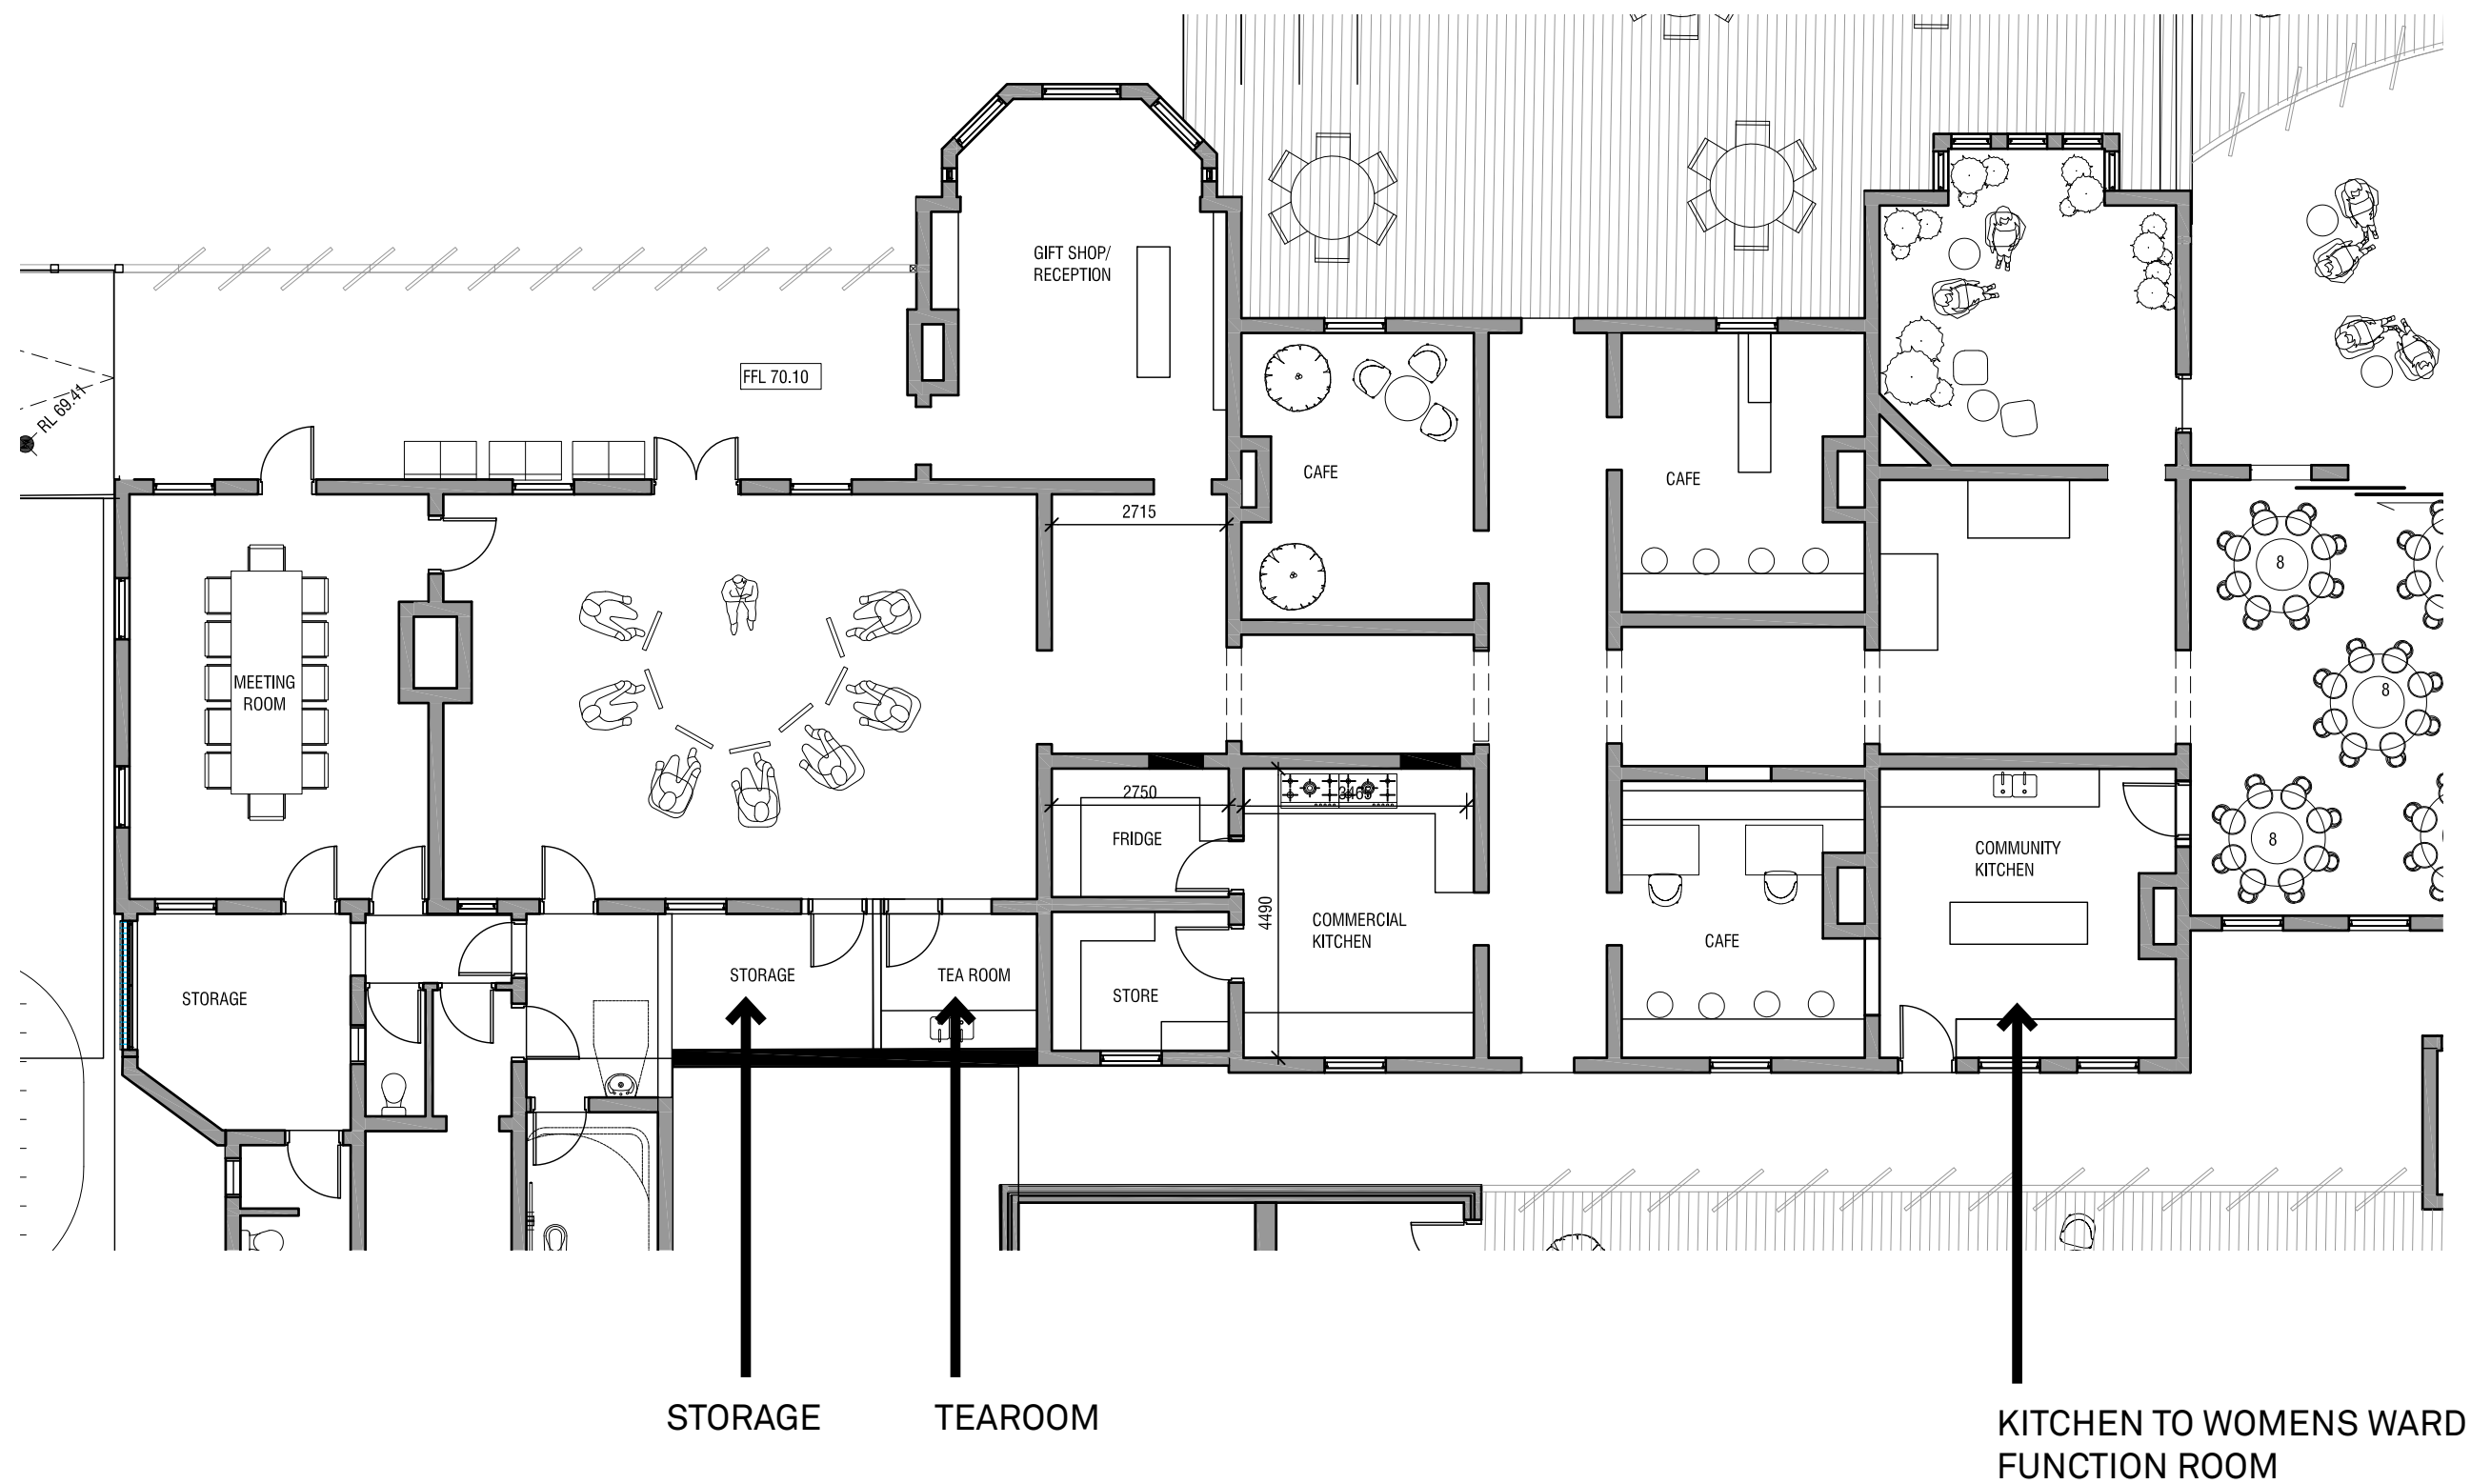 GIFT SHOP/
RECEPTION
FFL 70.10
RL 69.41
CAFE
CAFE
2715
8
MEETING
ROOM
8
2750
3465
FRIDGE
8
COMMUNITY
KITCHEN
4490
COMMERCIAL
KITCHEN
CAFE
STORAGE
TEA ROOM
STORAGE
STORE
STORAGE
TEAROOM
KITCHEN TO WOMENS WARD
FUNCTION ROOM